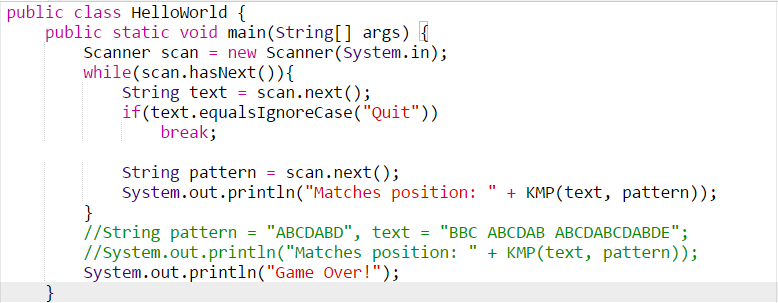 public class HelloWorld {
    public static void main(String[] args) {
        Scanner scan = new Scanner(System.in);
        while(scan.hasNext()){
            String text = scan.next();
            if(text.equalsIgnoreCase("Quit"))
                break;

            String pattern = scan.next();
            System.out.println("Matches position: " + KMP(text, pattern));
        }
        //String pattern = "ABCDABD", text = "BBC ABCDAB ABCDABCDABDE";
        //System.out.println("Matches position: " + KMP(text, pattern));
        System.out.println("Game Over!");
    }